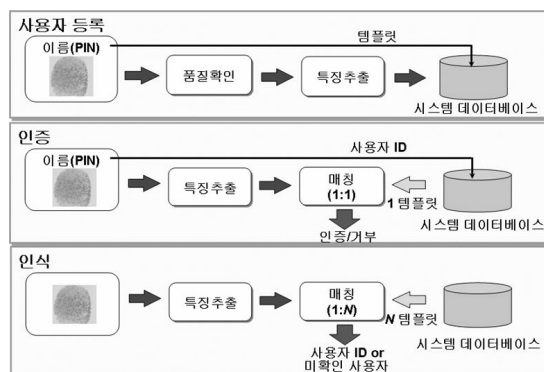 사용자 등록
이름(PIN)
템플릿
품질확인
특징추출
시스템 데이터베이스
인증
이름(PIN)
사용자 ID
특징추출
매칭
(1:1)
1 템플릿
시스템 데이터베이스
인증/거부
인식
특징추출
매칭
(1:N)
N 템플릿
시스템 데이터베이스
사용자 ID or
미확인 사용자